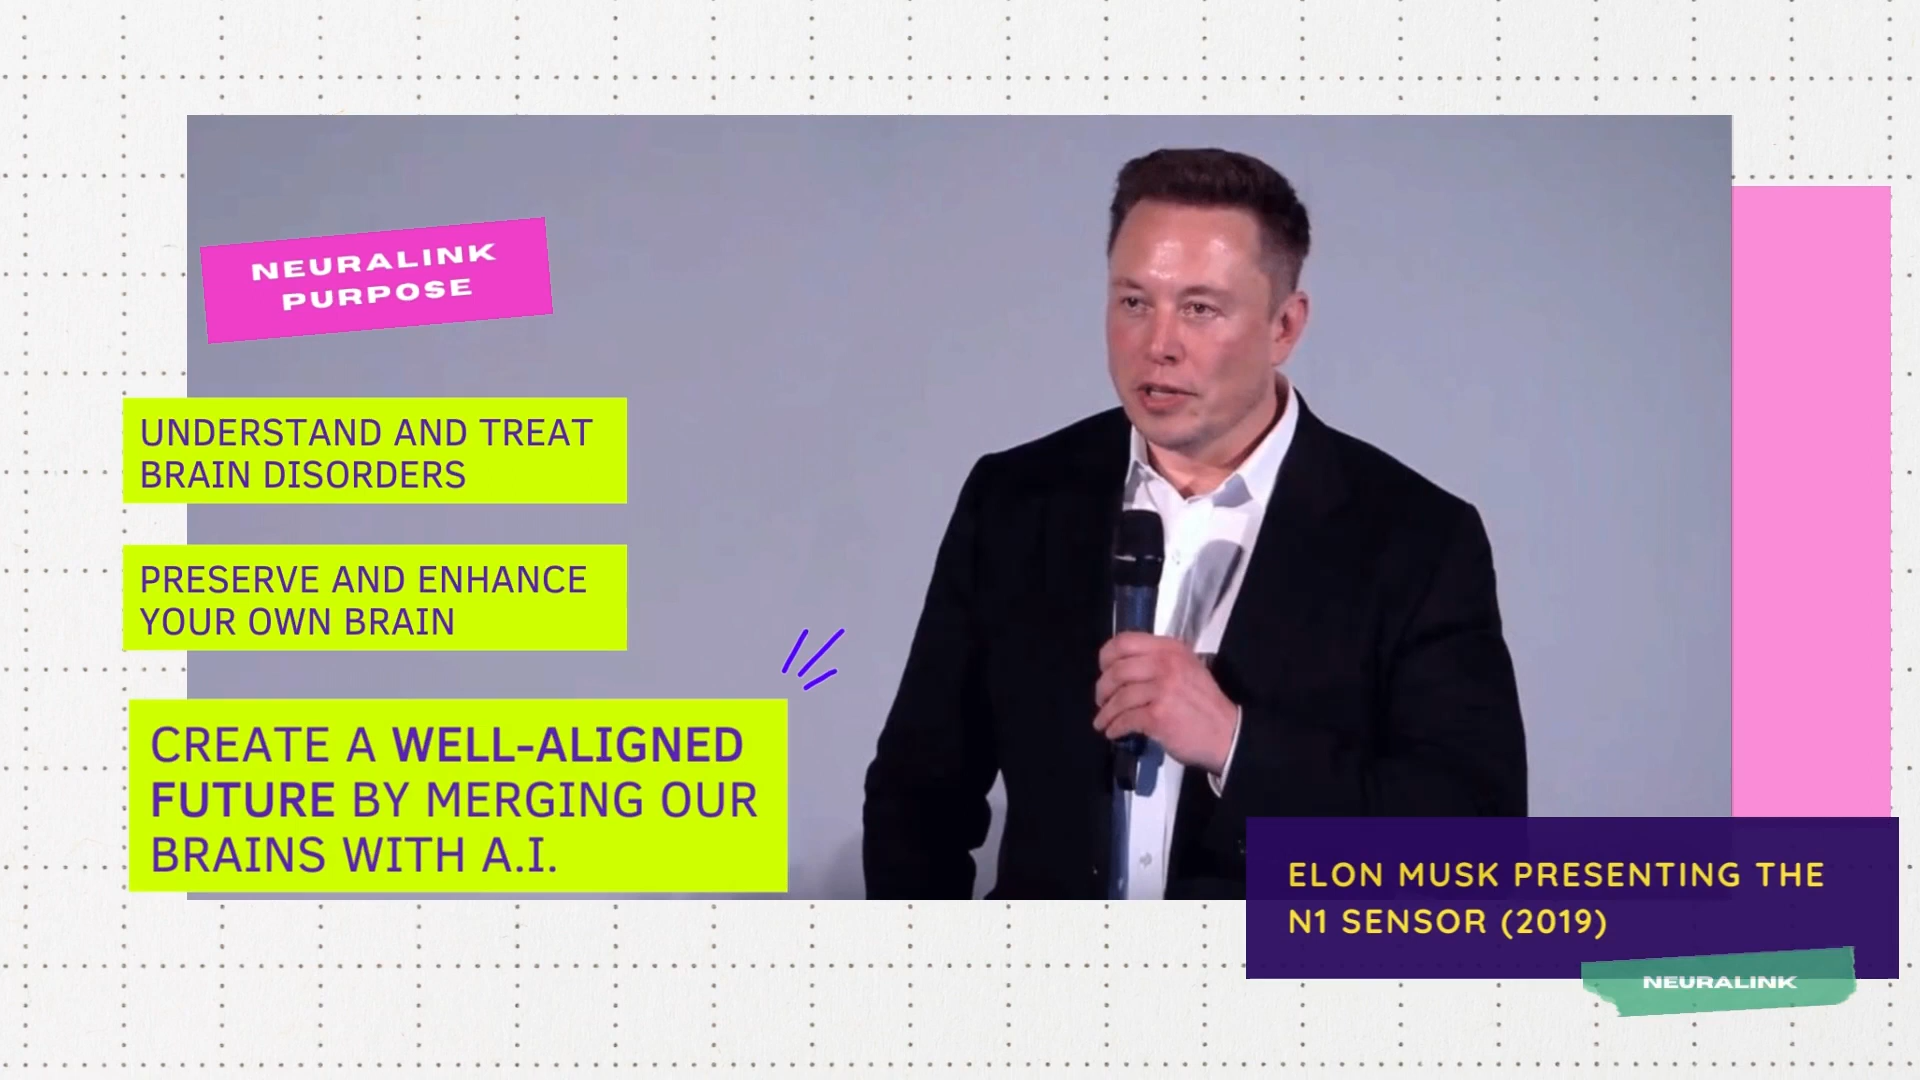 NEURALINK
PURPOSE
UNDERSTAND AND TREAT
BRAIN DISORDERS
PRESERVE AND ENHANCE
YOUR OWN BRAIN
CREATE A WELL-ALIGNED
FUTURE BY MERGING OUR
BRAINS WITH A.I.
ELON MUSK PRESENTING THE
N1 SENSOR (2019)
NEURALINK